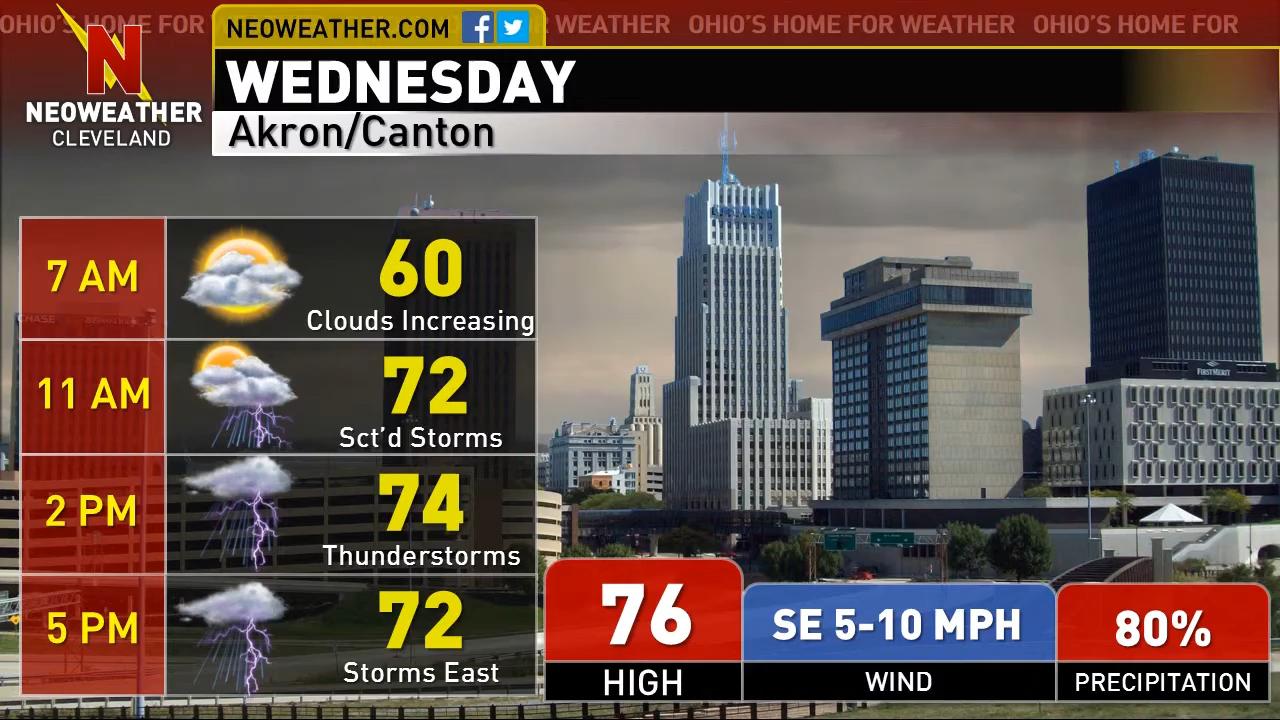 OHIO'S HOME FOR WEATHER OHIO'S HOME FOR WEATHER OHIO'S HOME FOR
NEOWEATHER.COM
N
NEOWEATHER
CLEVELAND
WEDNESDAY
Akron/Canton
7 AM
60
Clouds Increasing
11 AM
72
Sct'd Storms
2 PM
74
Thunderstorms
5 PM
72
Storms East
CHASE
FIRSTMERIT
76
HIGH
SE 5-10 MPH
WIND
80%
PRECIPITATION